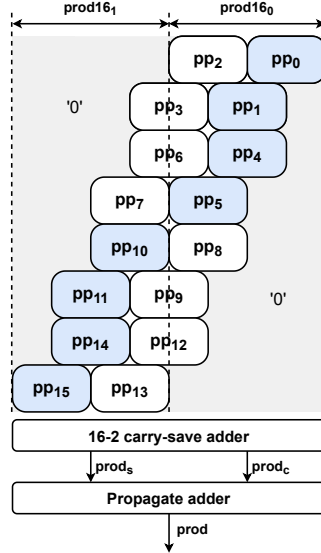 prod16₁ prod16₀
pp₂ pp₀
'0' pp₃ pp₁
pp₆ pp₄
pp₇ pp₅
pp₁₀ pp₈
pp₁₁ pp₉ '0'
pp₁₄ pp₁₂
pp₁₅ pp₁₃
16-2 carry-save adder
prodₛ prod꜀
Propagate adder
prod